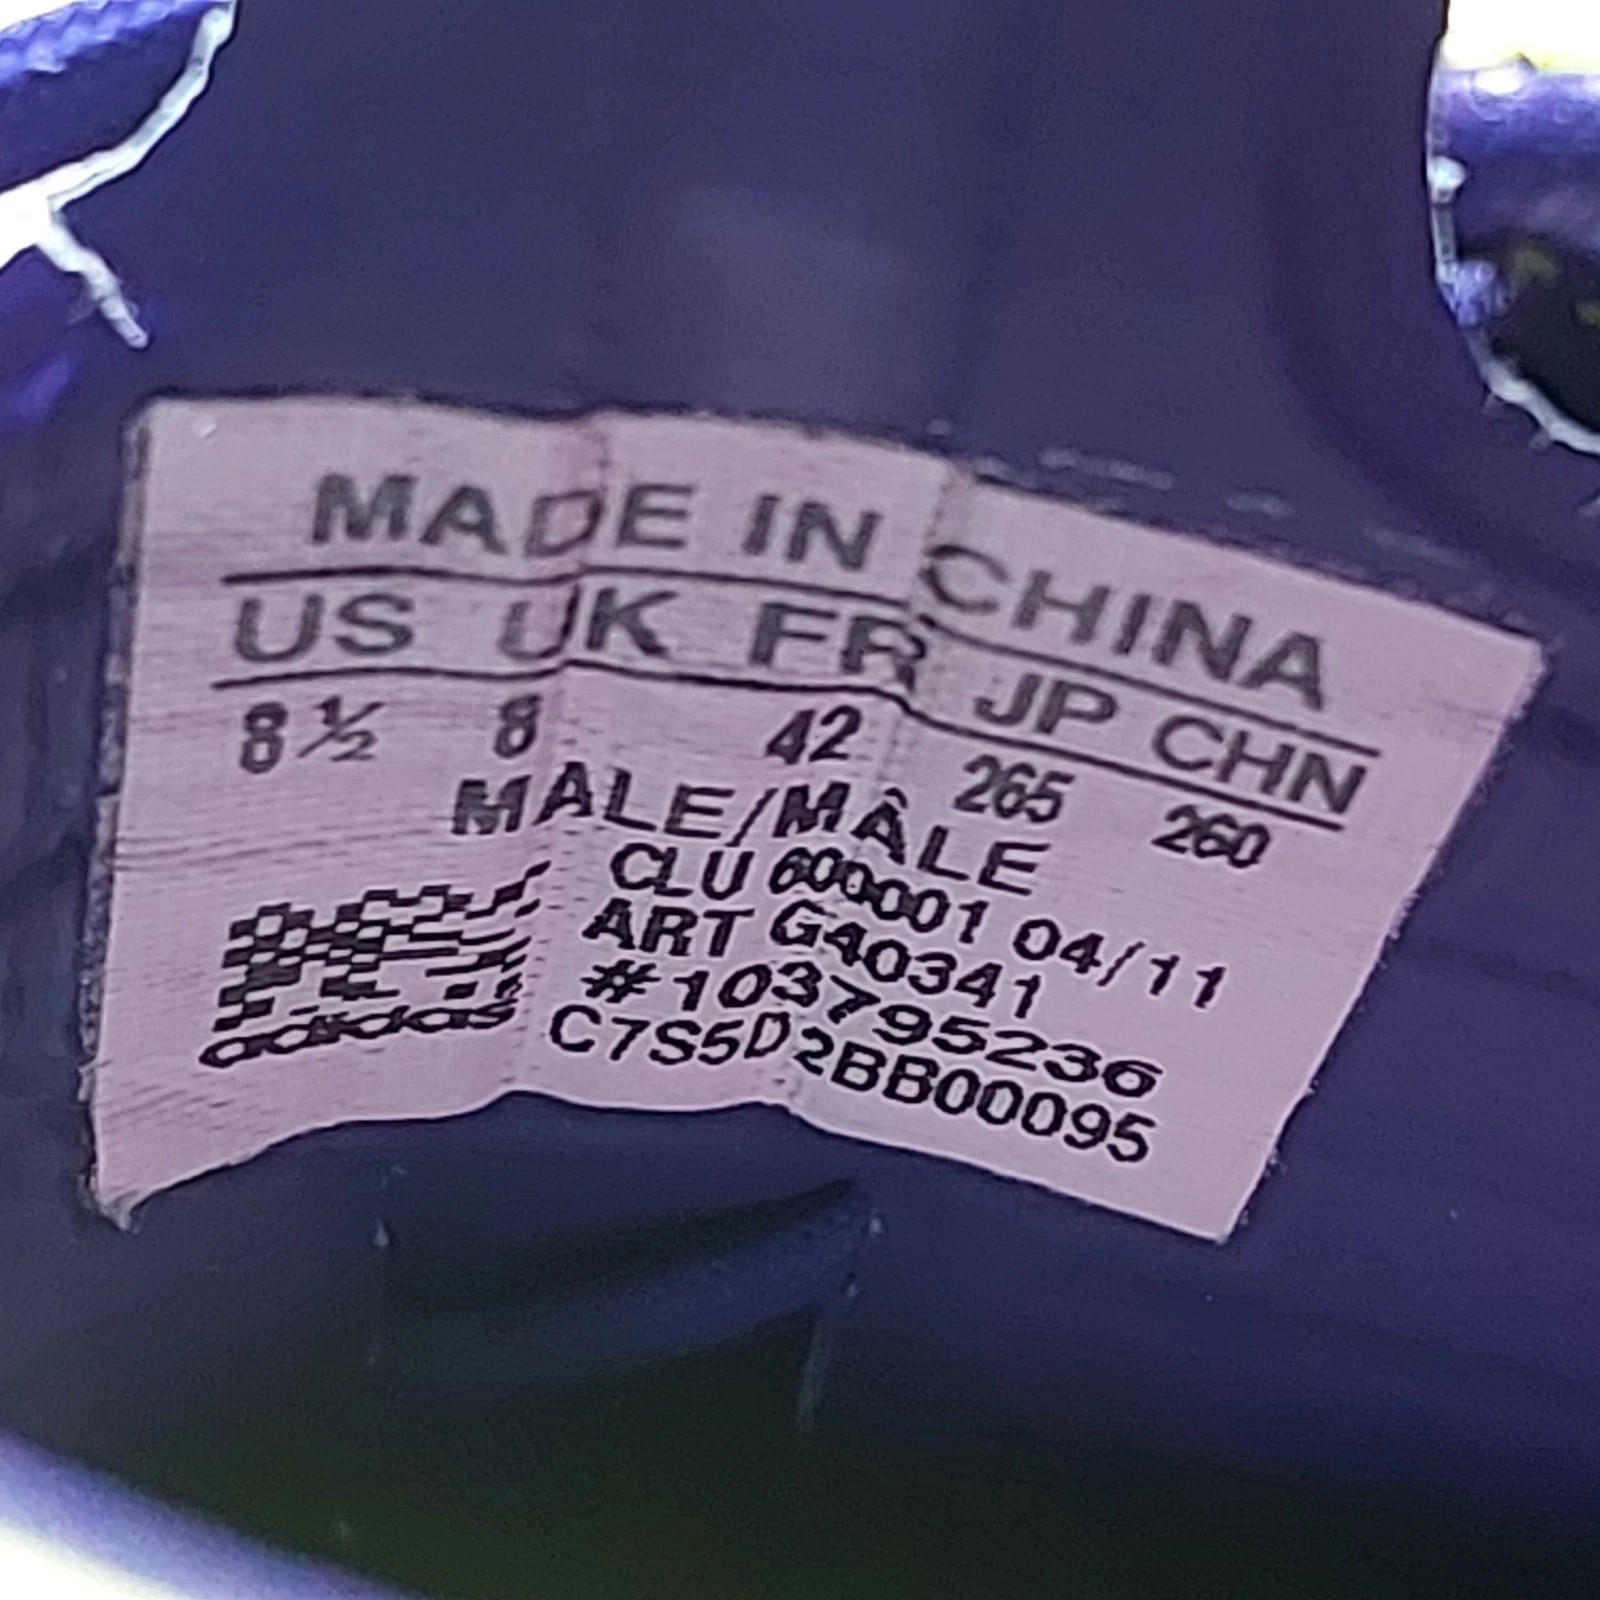 MADE IN CHINA
US UK FR JP CHN
8½ 8 42 265 260
MALE/MÂLE
CLU 600001 04/11
ART G40341
#103795236
C7S5D2BB00095
adidas